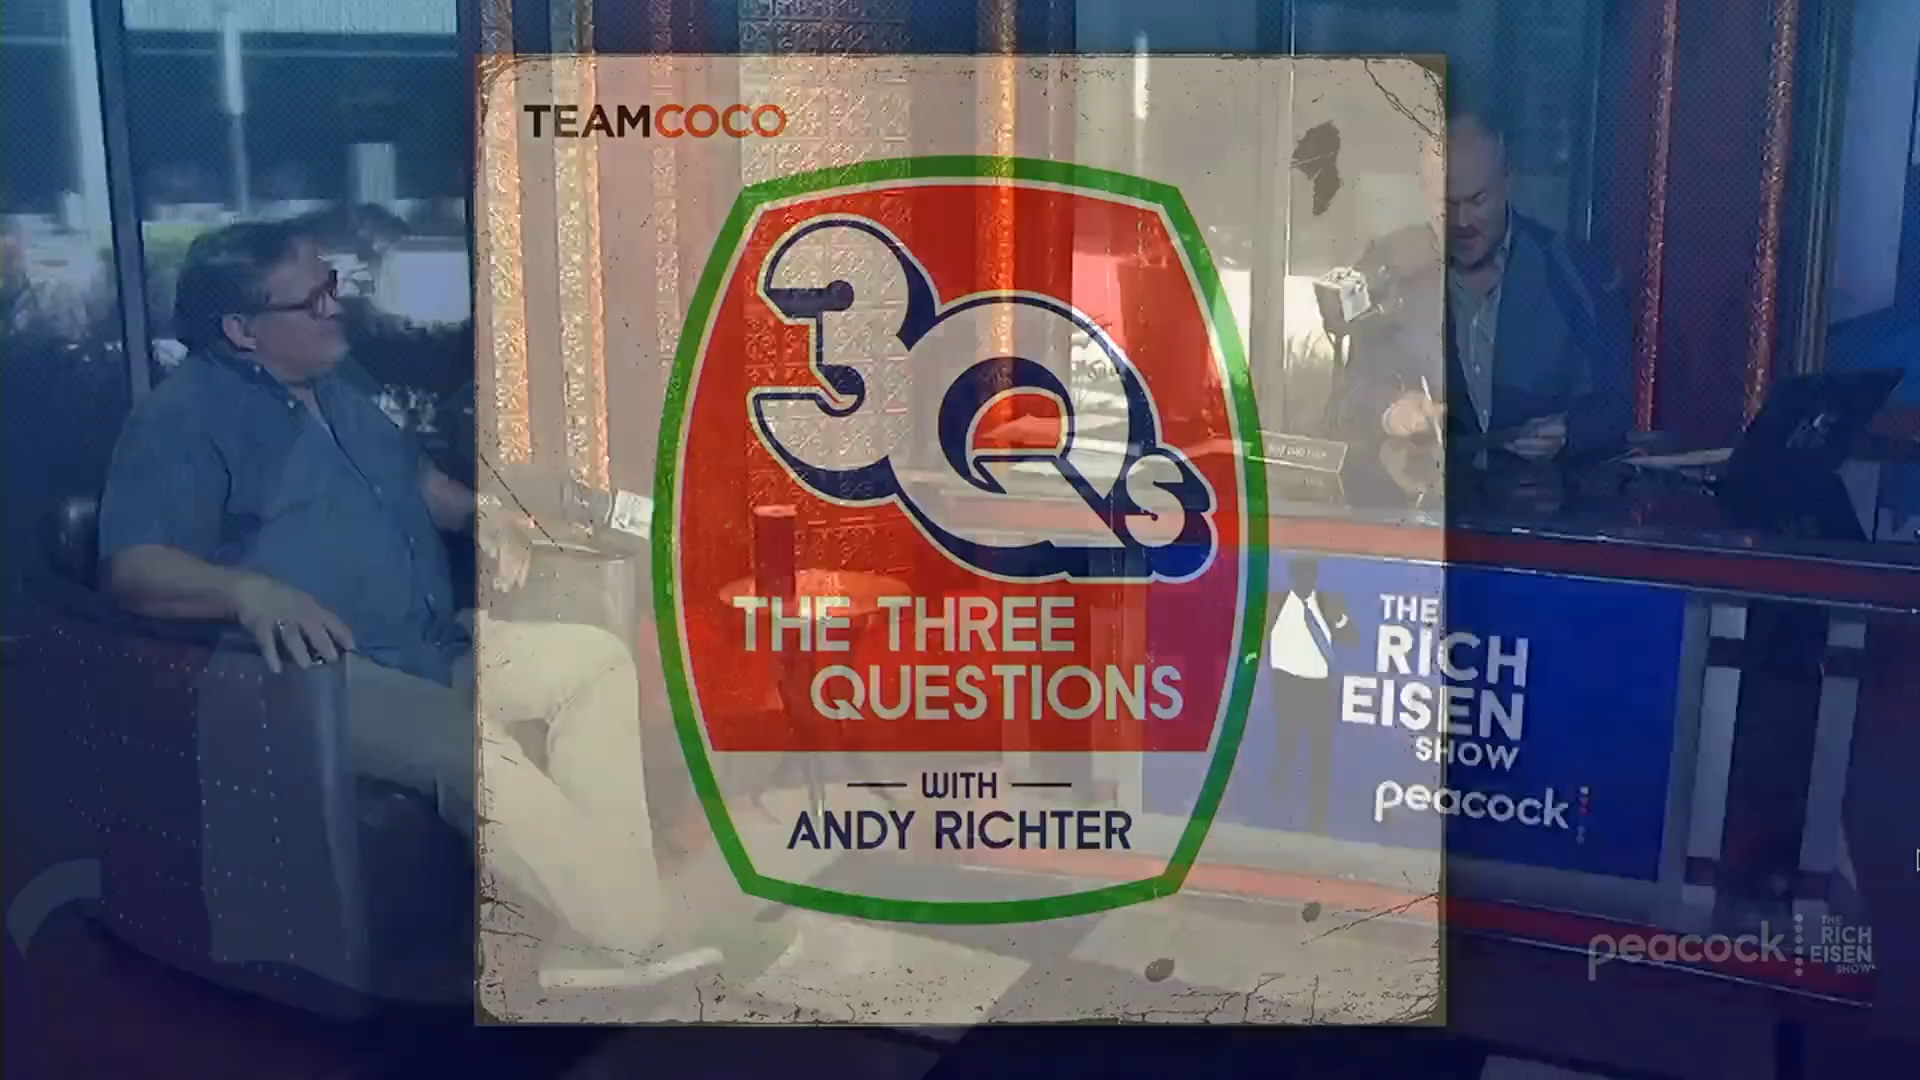 TEAMCOCO
3Qs
THE THREE
QUESTIONS
WITH
ANDY RICHTER
THE
RICH
EISEN
SHOW
peacock
peacock
THE
RICH
EISEN
SHOW